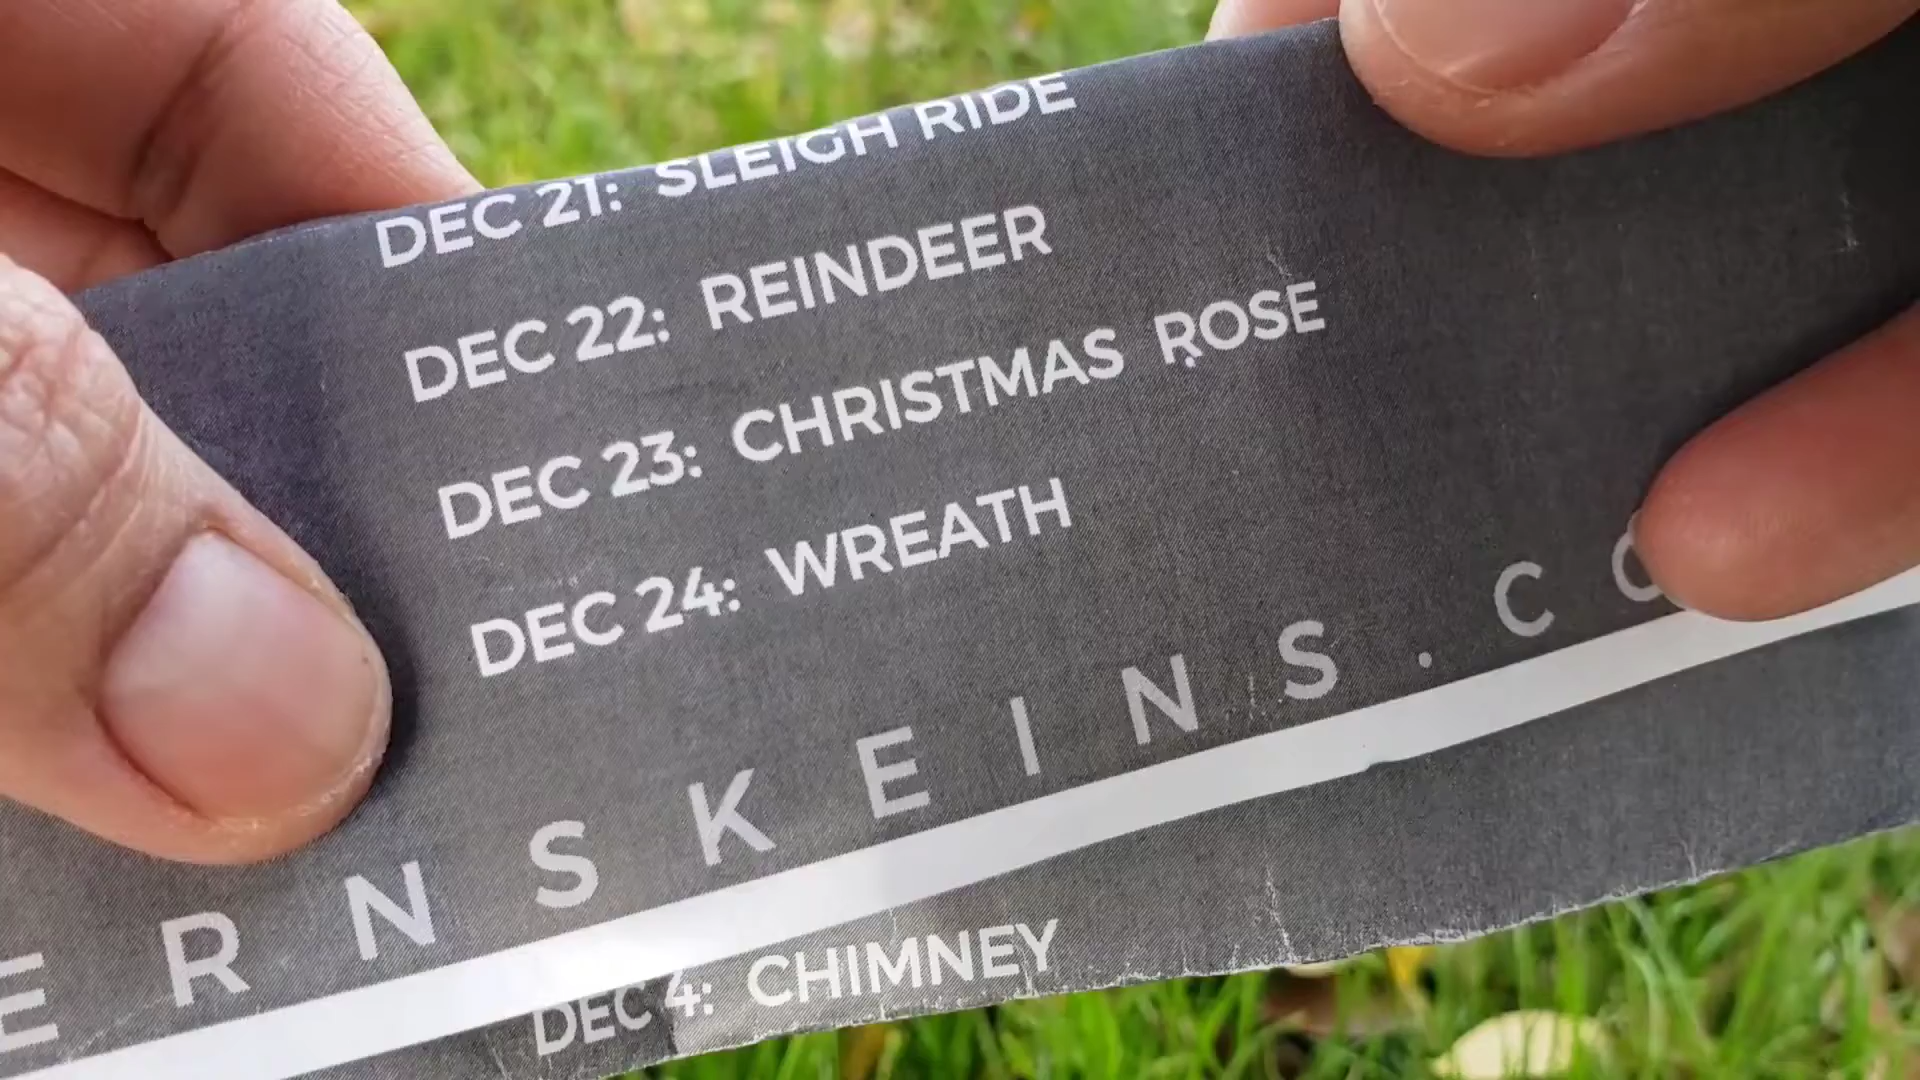 DEC 21: SLEIGH RIDE
DEC 22: REINDEER
DEC 23: CHRISTMAS ROSE
DEC 24: WREATH
ERNSKEINS.CO
DEC 4: CHIMNEY